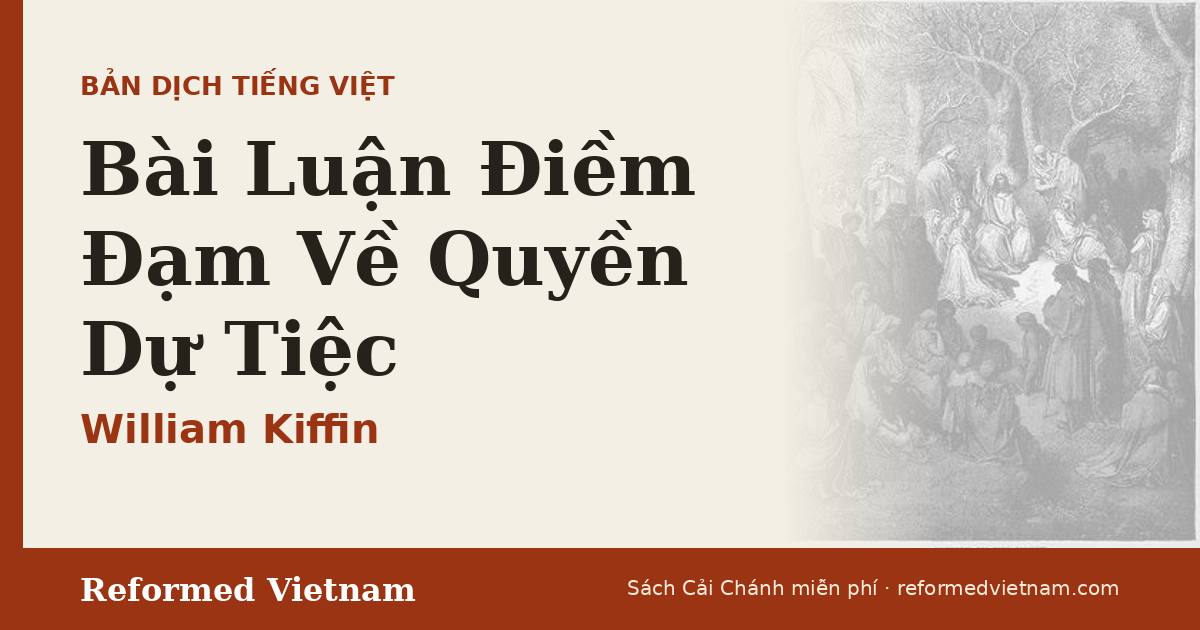 BẢN DỊCH TIẾNG VIỆT
Bài Luận Điềm
Đạm Về Quyền
Dự Tiệc
William Kiffin
Reformed Vietnam
Sách Cải Chánh miễn phí · reformedvietnam.com